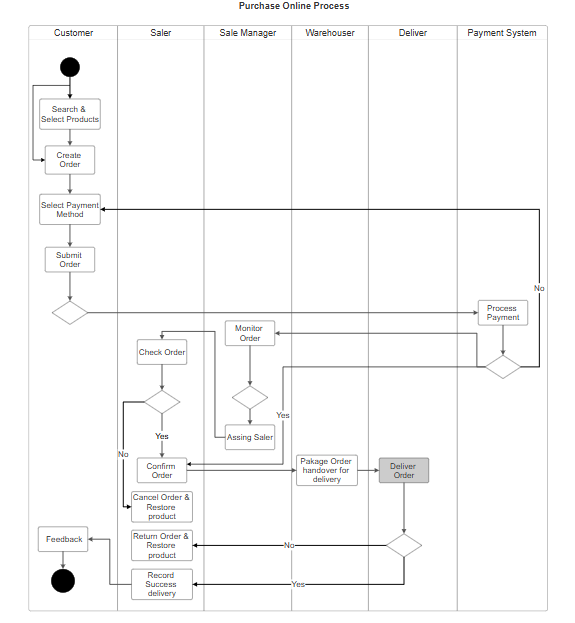 Purchase Online Process
Customer
Saler
Sale Manager
Warehouser
Deliver
Payment System
Search &
Select Products
Create
Order
Select Payment
Method
Submit
Order
No
Process
Payment
Monitor
Order
Check Order
Yes
Assing Saler
Yes
No
Confirm
Order
Pakage Order
handover for
delivery
Deliver
Order
Cancel Order &
Restore
product
Feedback
Return Order &
Restore
product
No
Record
Success
delivery
Yes